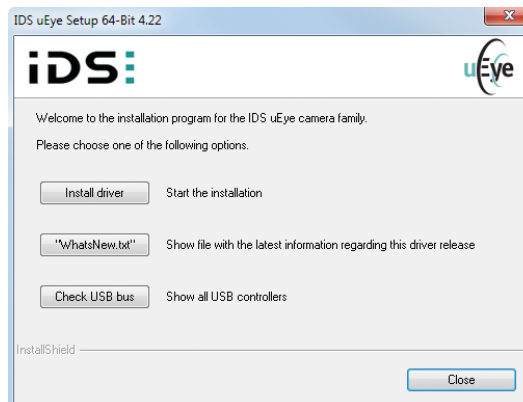 IDS uEye Setup 64-Bit 4.22
iDS:
uEye
Welcome to the installation program for the IDS uEye camera family.
Please choose one of the following options.
Install driver Start the installation
"WhatsNew.txt" Show file with the latest information regarding this driver release
Check USB bus Show all USB controllers
InstallShield
Close